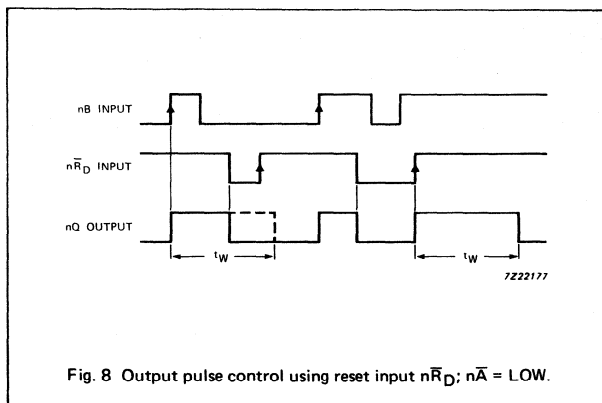 nB INPUT
nR̅D INPUT
nQ OUTPUT
tW
tW
7Z22177
Fig. 8 Output pulse control using reset input nR̅D; nA̅ = LOW.